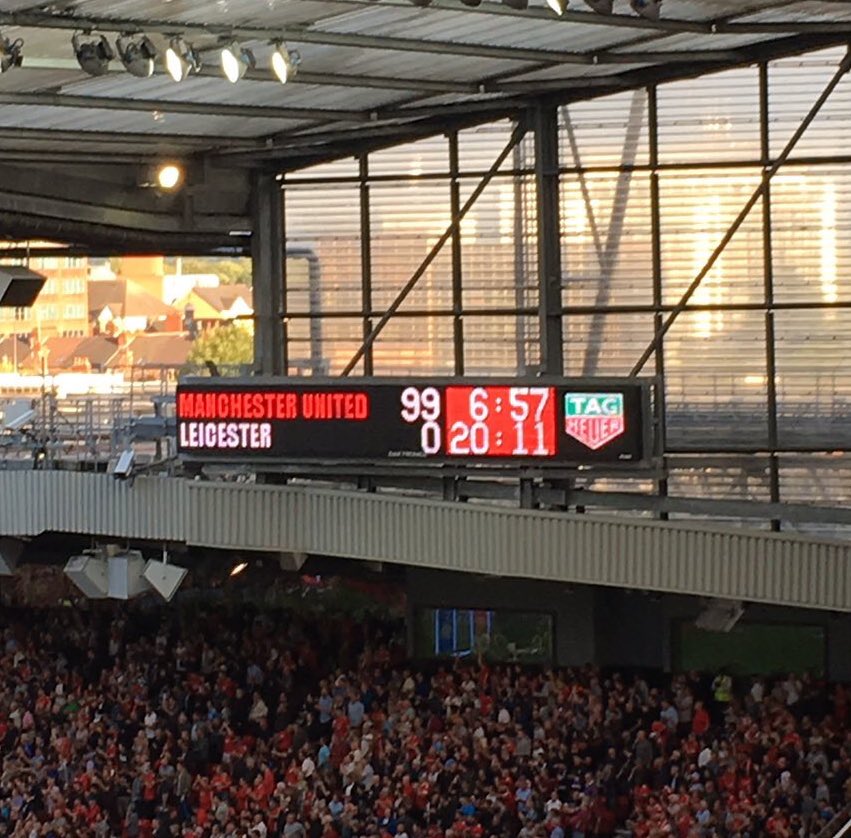 MANCHESTER UNITED 99 6:57
LEICESTER 0 20:11
TAG
HEUER